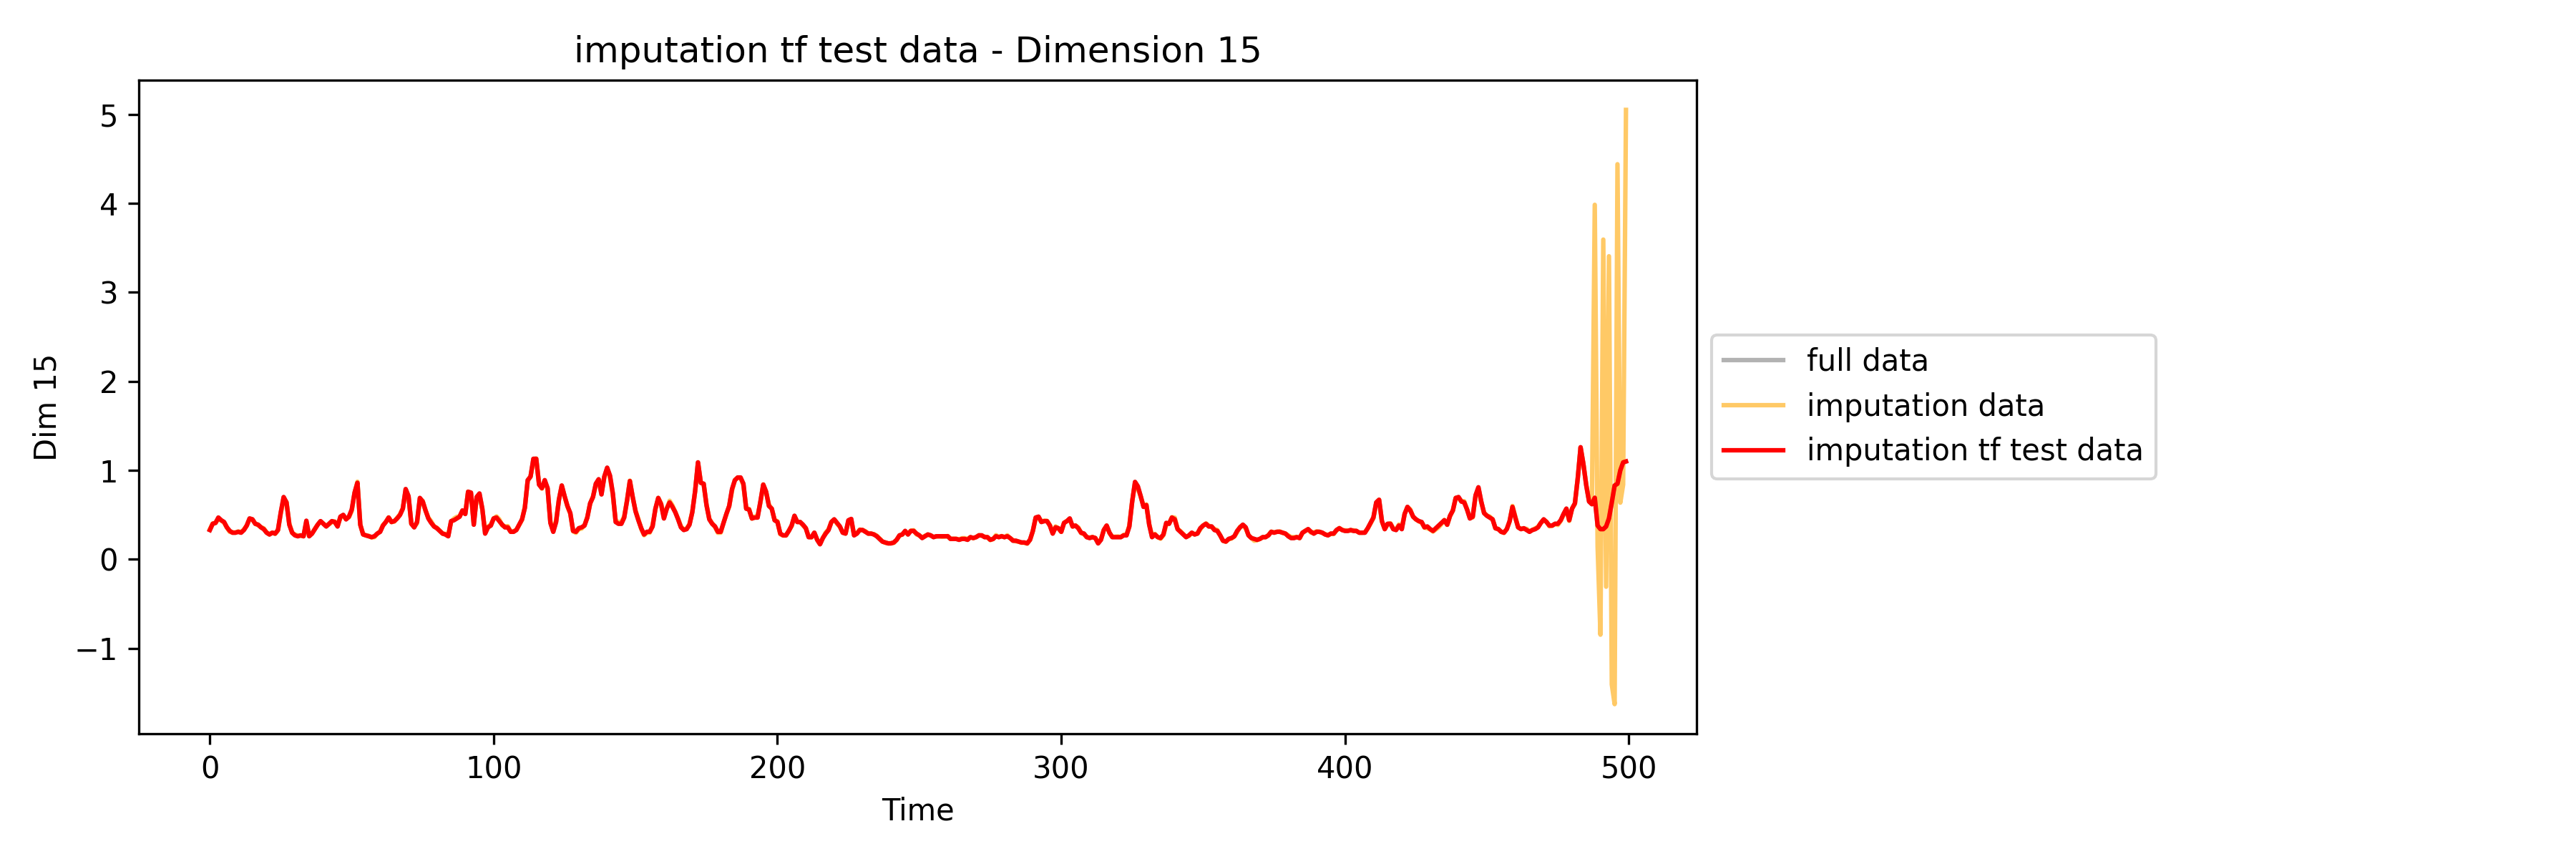 imputation tf test data - Dimension 15
5
4
3
2
1
0
−1
Dim 15
0 100 200 300 400 500
Time
full data
imputation data
imputation tf test data